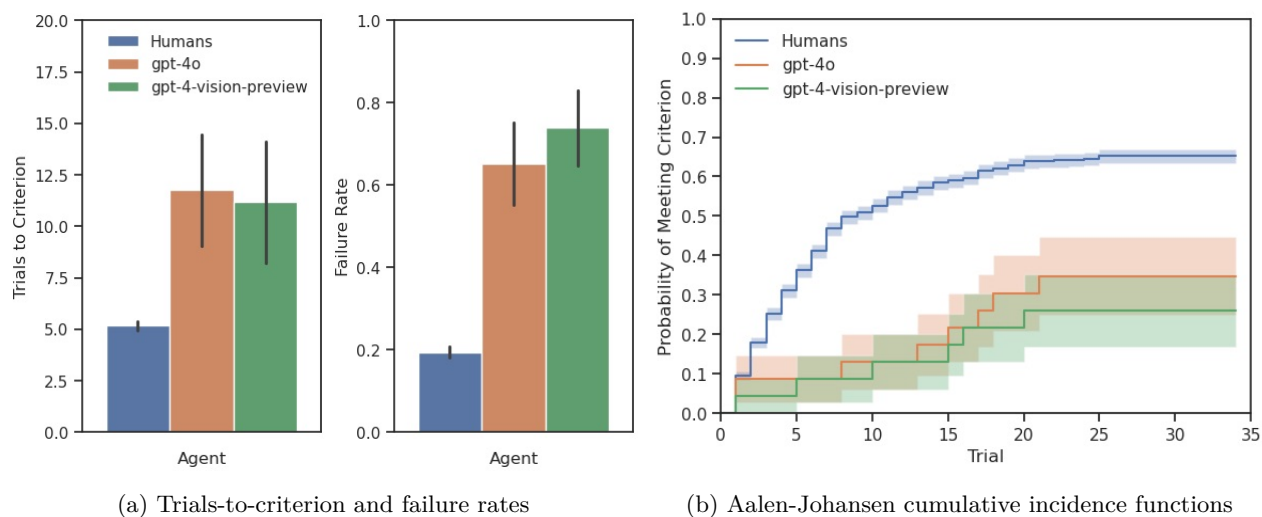 20.0
17.5
15.0
12.5
10.0
7.5
5.0
2.5
0.0
Trials to Criterion
Humans
gpt-4o
gpt-4-vision-preview
Agent
1.0
0.8
0.6
0.4
0.2
0.0
Failure Rate
Agent
(a) Trials-to-criterion and failure rates
1.0
0.9
0.8
0.7
0.6
0.5
0.4
0.3
0.2
0.1
0.0
Probability of Meeting Criterion
Humans
gpt-4o
gpt-4-vision-preview
0 5 10 15 20 25 30 35
Trial
(b) Aalen-Johansen cumulative incidence functions